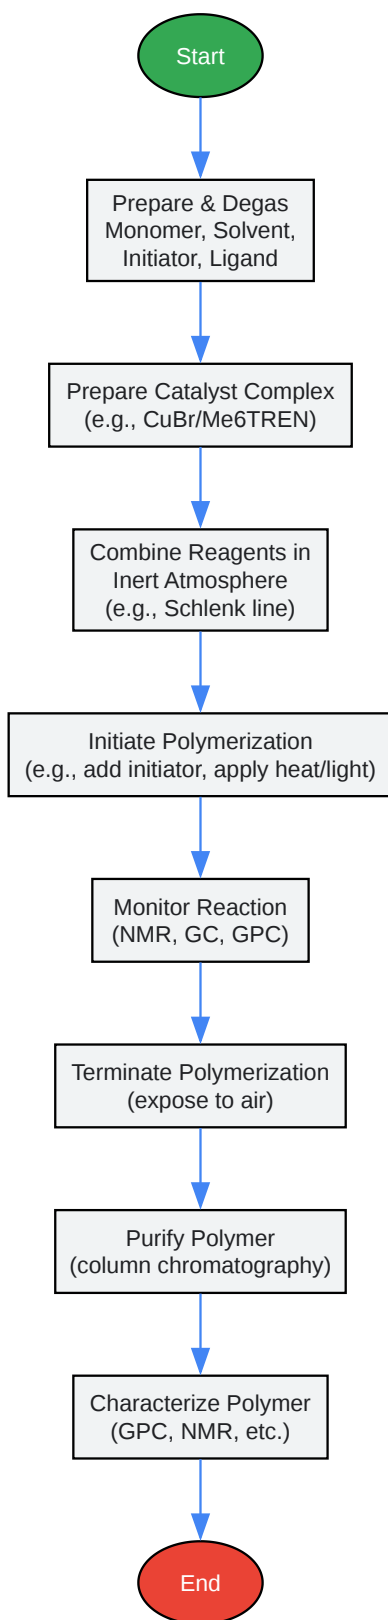 Start
Prepare & Degas
Monomer, Solvent,
Initiator, Ligand
Prepare Catalyst Complex
(e.g., CuBr/Me6TREN)
Combine Reagents in
Inert Atmosphere
(e.g., Schlenk line)
Initiate Polymerization
(e.g., add initiator, apply heat/light)
Monitor Reaction
(NMR, GC, GPC)
Terminate Polymerization
(expose to air)
Purify Polymer
(column chromatography)
Characterize Polymer
(GPC, NMR, etc.)
End